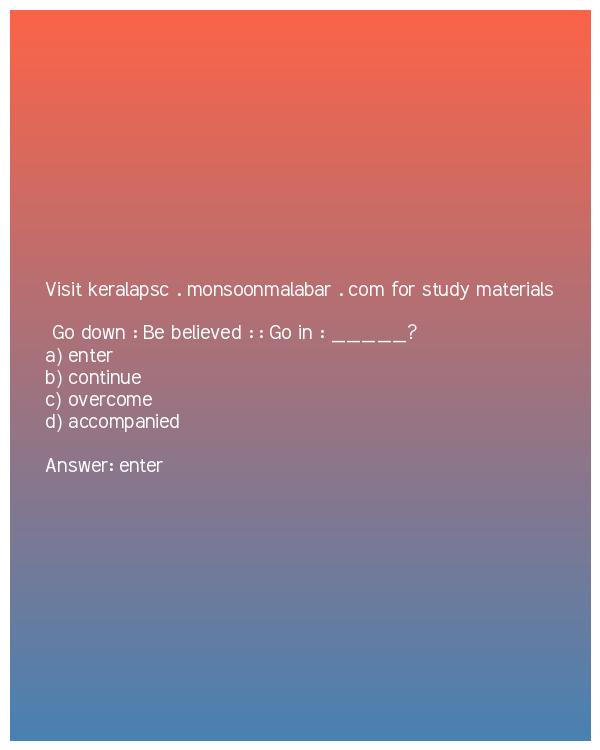 Visit keralapsc . monsoonmalabar . com for study materials
Go down : Be believed : : Go in : _____?
a) enter
b) continue
c) overcome
d) accompanied
Answer: enter